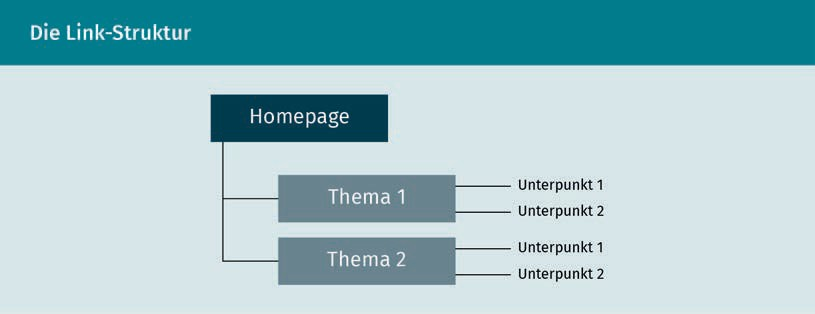 Die Link-Struktur
Homepage
Thema 1
Unterpunkt 1
Unterpunkt 2
Thema 2
Unterpunkt 1
Unterpunkt 2